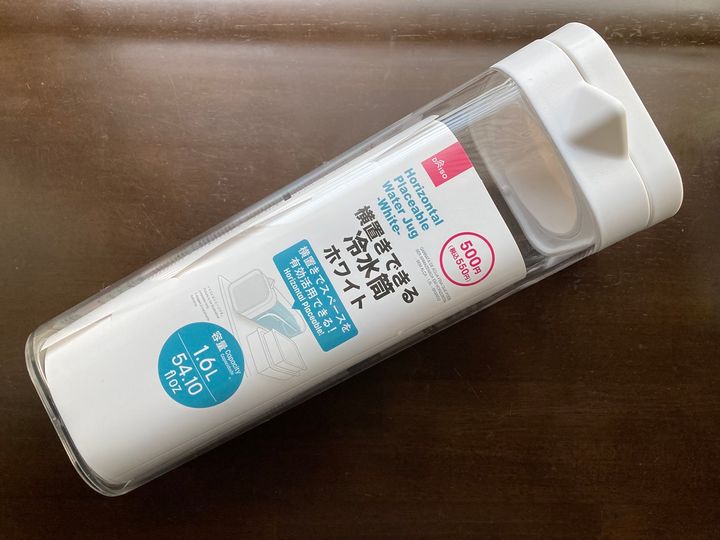 DAISO
Horizontal
Placeable
Water Jug
-White-
横置きできる
冷水筒
ホワイト
500円
(税込550円)
横置きでスペースを
有効活用できる!
Horizontal placeable!
容量 Capacity
1.6L
54.10
floz